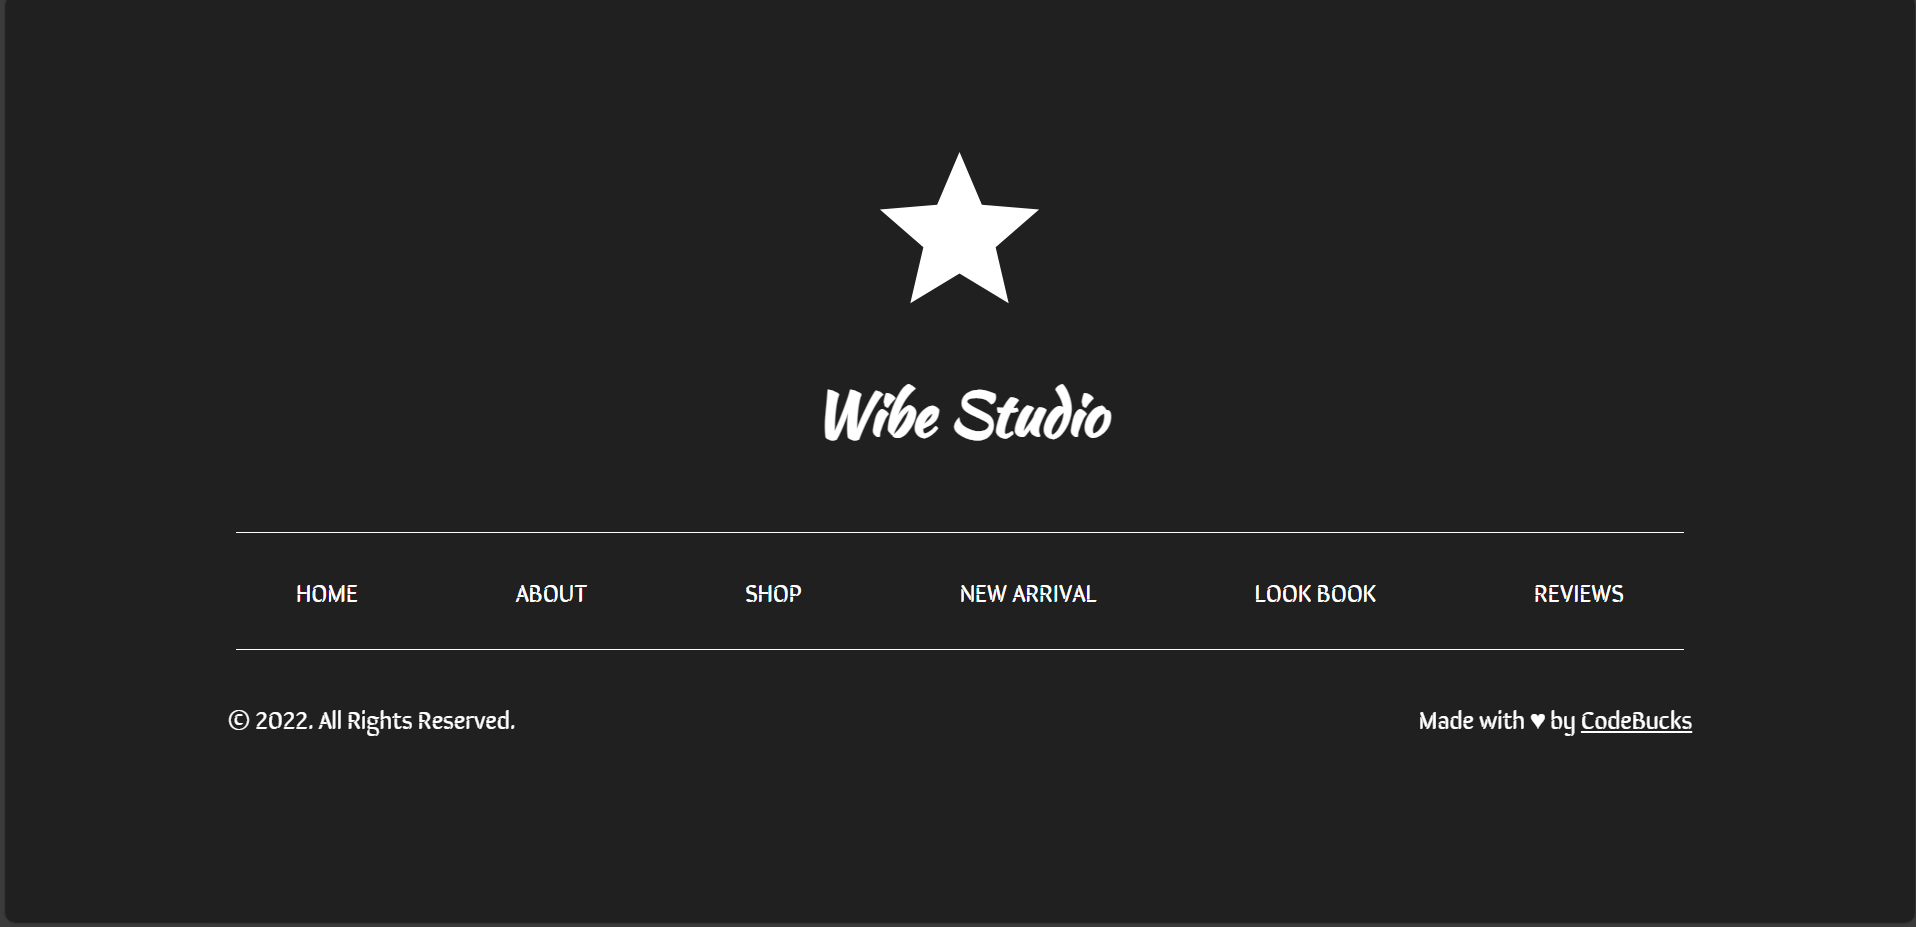 Wibe Studio
HOME ABOUT SHOP NEW ARRIVAL LOOK BOOK REVIEWS
© 2022. All Rights Reserved. Made with ♥ by CodeBucks